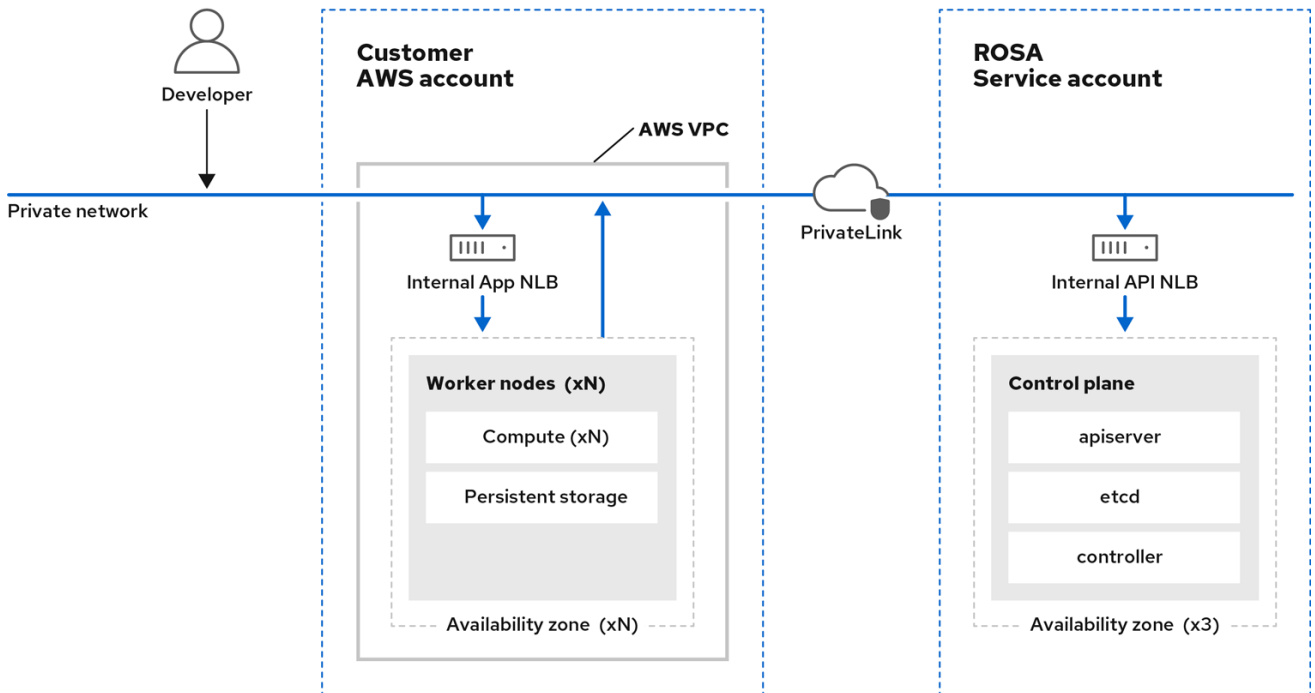 Developer
Private network
Customer
AWS account
AWS VPC
Internal App NLB
Worker nodes (xN)
Compute (xN)
Persistent storage
Availability zone (xN)
PrivateLink
ROSA
Service account
Internal API NLB
Control plane
apiserver
etcd
controller
Availability zone (x3)